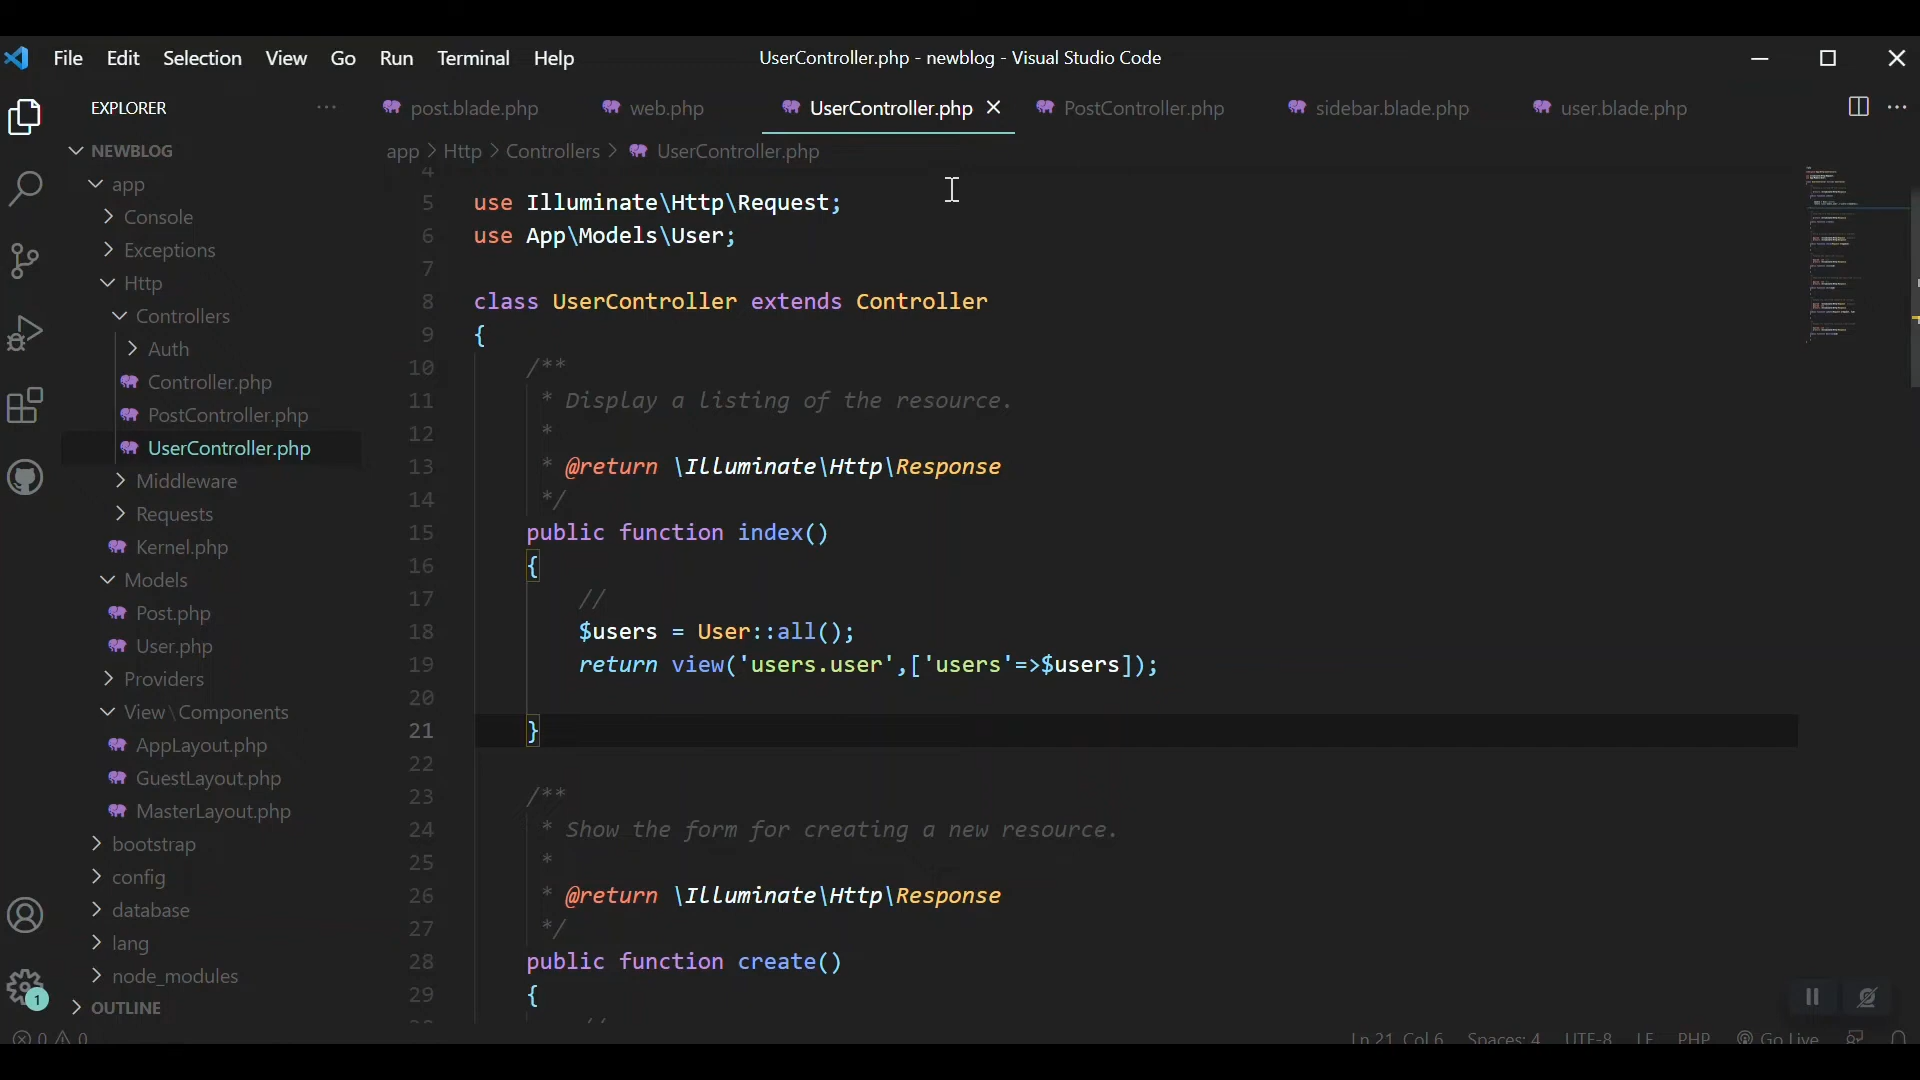 File Edit Selection View Go Run Terminal Help UserController.php - newblog - Visual Studio Code
EXPLORER ··· post.blade.php web.php UserController.php PostController.php sidebar.blade.php user.blade.php ···
NEWBLOG
app > Http > Controllers > UserController.php
app
Console
Exceptions
Http
Controllers
Auth
Controller.php
PostController.php
UserController.php
Middleware
Requests
Kernel.php
Models
Post.php
User.php
Providers
View\Components
AppLayout.php
GuestLayout.php
MasterLayout.php
bootstrap
config
database
lang
node_modules
OUTLINE
1
4
5 use Illuminate\Http\Request;
6 use App\Models\User;
7
8 class UserController extends Controller
9 {
10 /**
11 * Display a listing of the resource.
12 *
13 * @return \Illuminate\Http\Response
14 */
15 public function index()
16 {
17 //
18 $users = User::all();
19 return view('users.user',['users'=>$users]);
20
21 }
22
23 /**
24 * Show the form for creating a new resource.
25 *
26 * @return \Illuminate\Http\Response
27 */
28 public function create()
29 {
30 //
0 0 Ln 21, Col 6 Spaces: 4 UTF-8 LF PHP Go Live